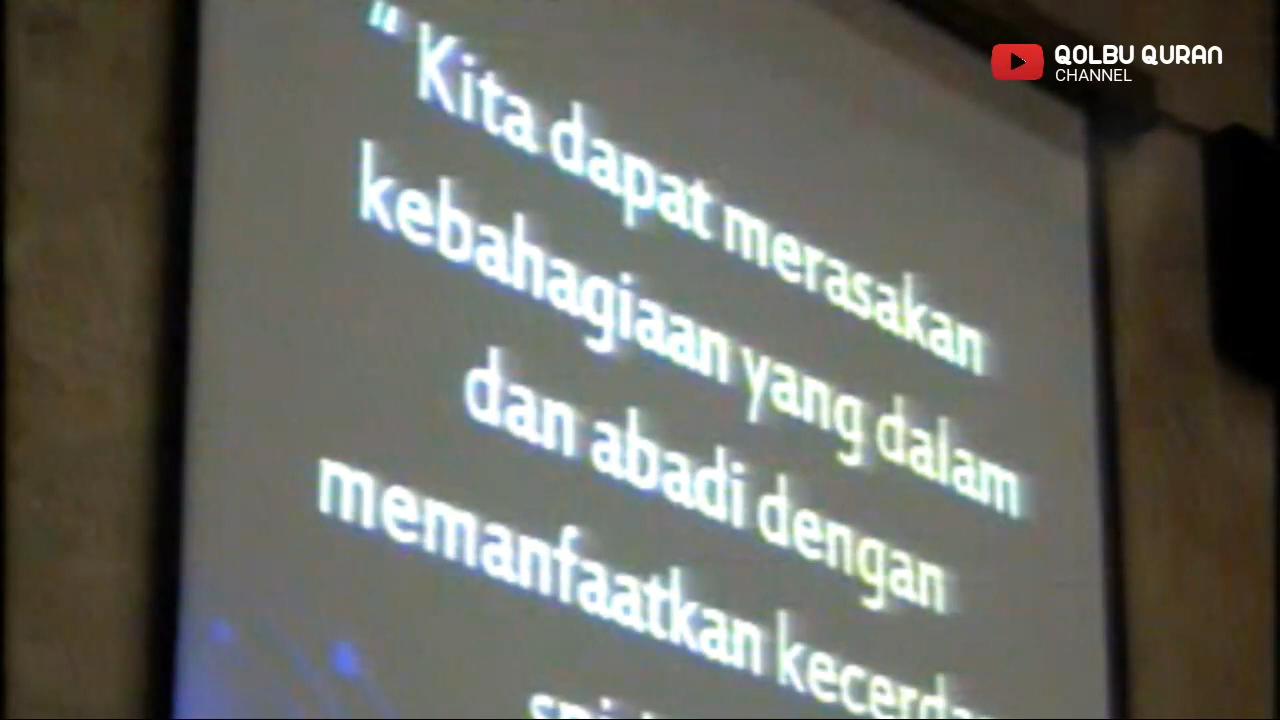 QOLBU QURAN
CHANNEL
" Kita dapat merasakan
kebahagiaan yang dalam
dan abadi dengan
memanfaatkan